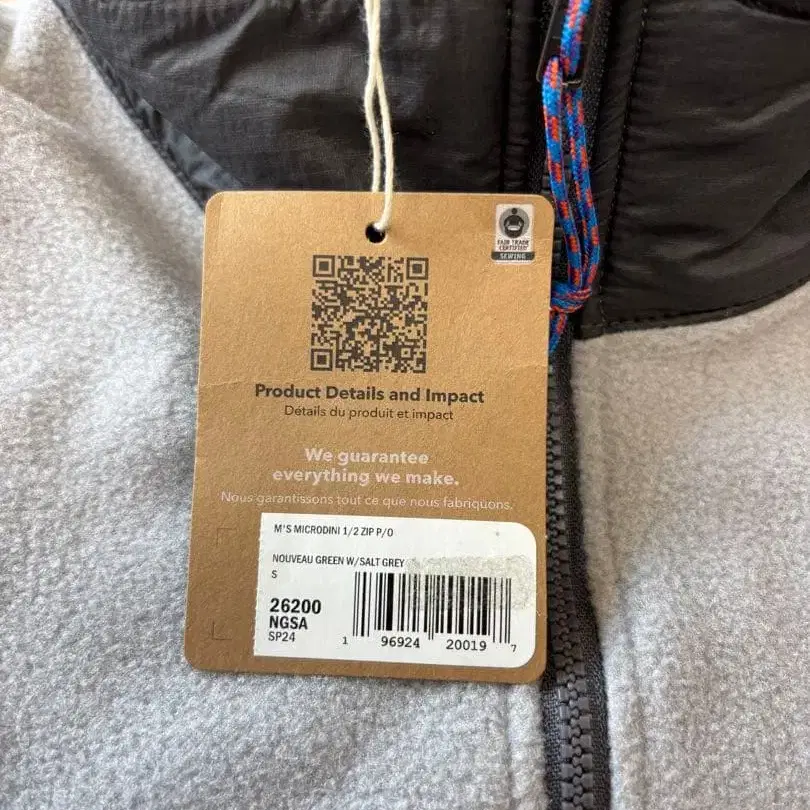 FAIR TRADE
CERTIFIED
SEWING
Product Details and Impact
Détails du produit et impact
We guarantee
everything we make.
Nous garantissons tout ce que nous fabriquons.
M'S MICRODINI 1/2 ZIP P/O
NOUVEAU GREEN W/SALT GREY
S
26200
NGSA
SP24
1 96924 20019 7